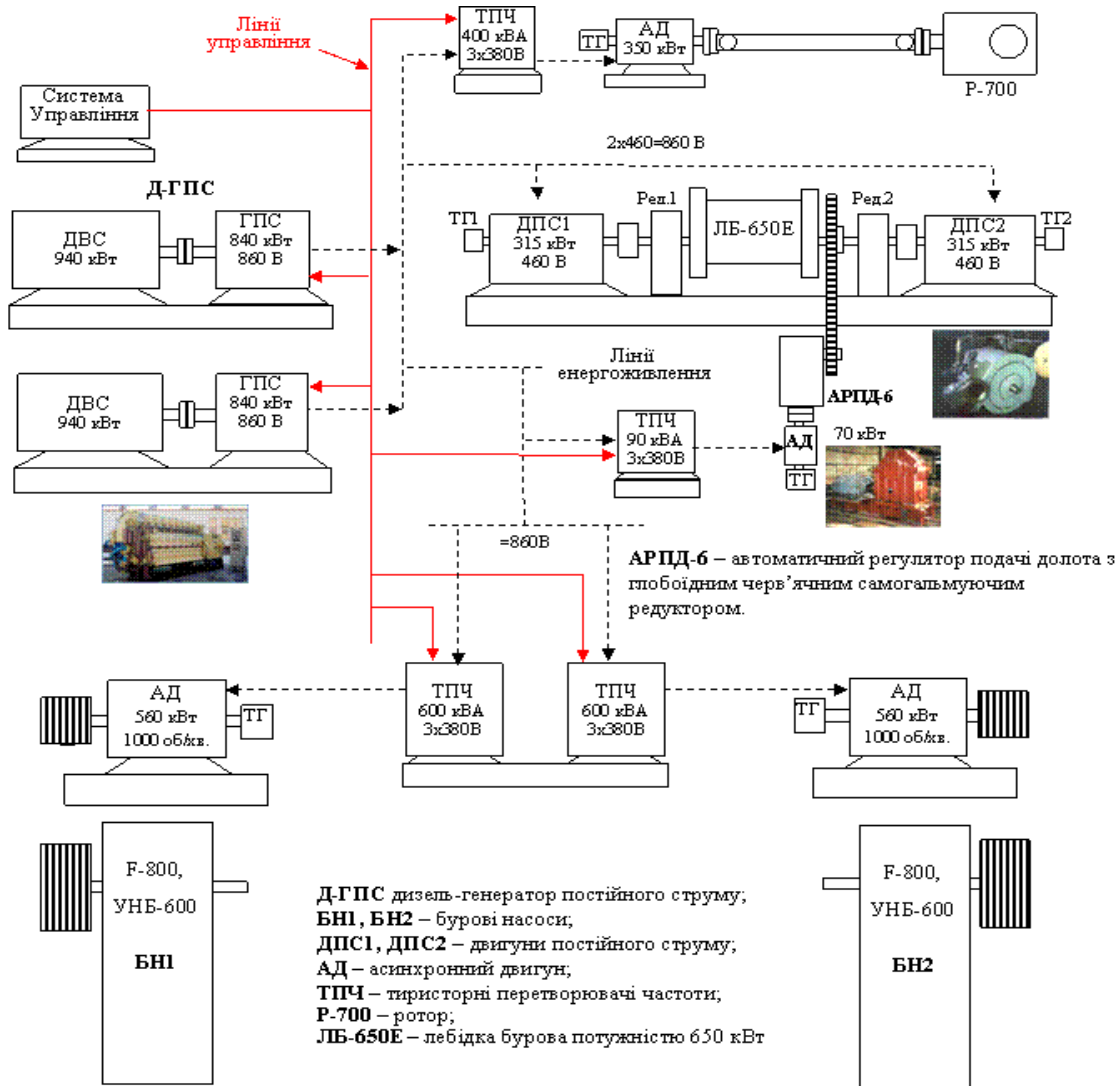 Лінії
управління
ТПЧ
400 кВА
3х380В
ТГ
АД
350 кВт
Р-700
Система
Управління
2х460=860 В
Д-ГПС
ДВС
940 кВт
ГПС
840 кВт
860 В
ТГ1
ДПС1
315 кВт
460 В
Ред.1
ЛБ-650Е
Ред.2
ДПС2
315 кВт
460 В
ТГ2
Лінії
енергоживлення
ДВС
940 кВт
ГПС
840 кВт
860 В
ТПЧ
90 кВА
3х380В
АРПД-6
АД
70 кВт
ТГ
=860В
АРПД-6 – автоматичний регулятор подачі долота з
глобоїдним черв’ячним самогальмуючим
редуктором.
АД
560 кВт
1000 об/хв.
ТГ
ТПЧ
600 кВА
3х380В
ТПЧ
600 кВА
3х380В
ТГ
АД
560 кВт
1000 об/хв.
F-800,
УНБ-600
БН1
Д-ГПС дизель-генератор постійного струму;
БН1, БН2 – бурові насоси;
ДПС1, ДПС2 – двигуни постійного струму;
АД – асинхронний двигун;
ТПЧ – тиристорні перетворювачі частоти;
Р-700 – ротор;
ЛБ-650Е – лебідка бурова потужністю 650 кВт
F-800,
УНБ-600
БН2